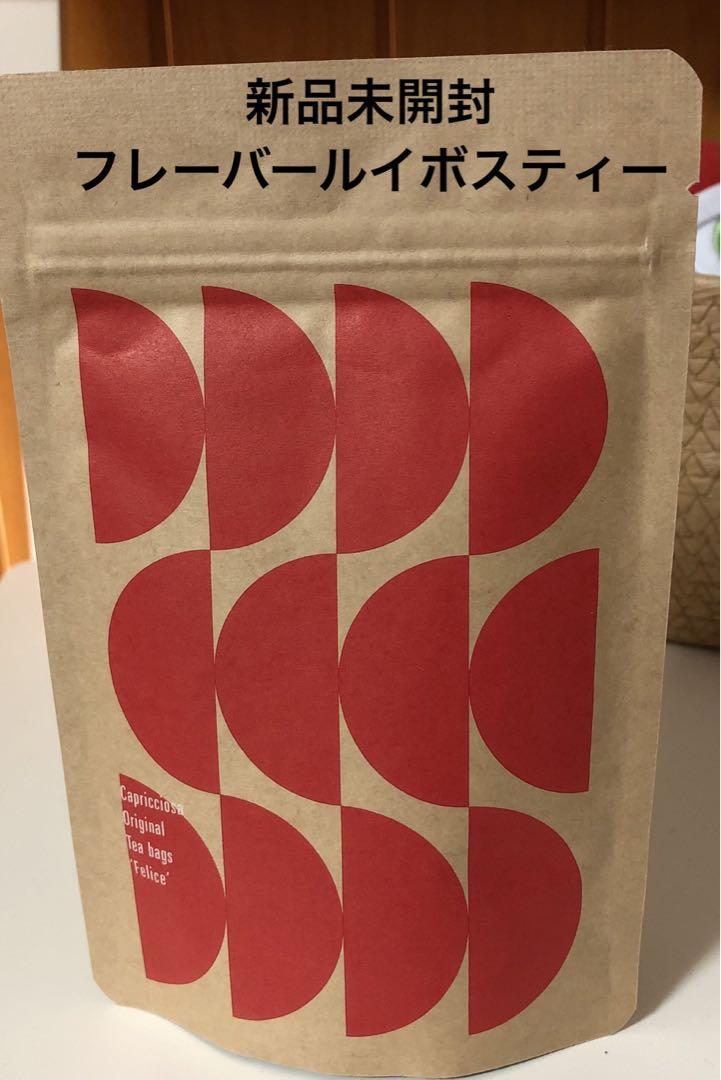 新品未開封
フレーバールイボスティー
Capricciosa
Original
Tea bags
'Felice'